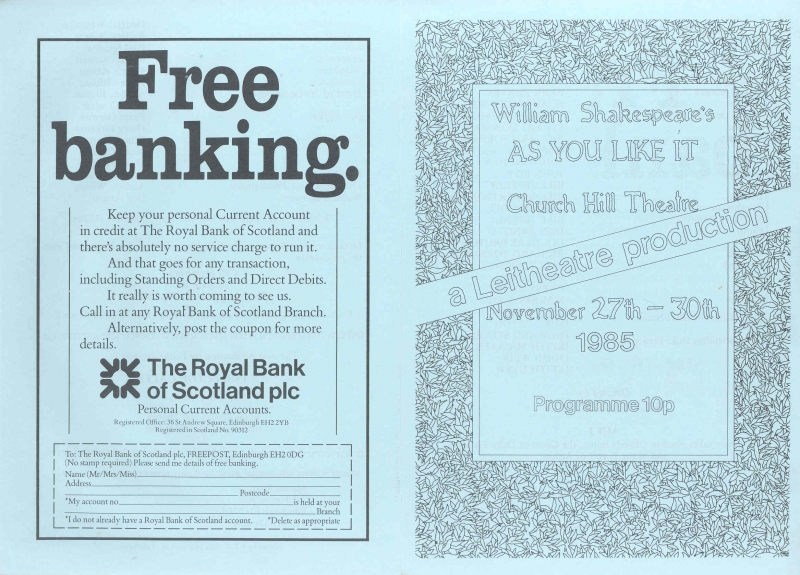 Free
banking.
Keep your personal Current Account
in credit at The Royal Bank of Scotland and
there's absolutely no service charge to run it.
And that goes for any transaction,
including Standing Orders and Direct Debits.
It really is worth coming to see us.
Call in at any Royal Bank of Scotland Branch.
Alternatively, post the coupon for more
details.
The Royal Bank
of Scotland plc
Personal Current Accounts.
Registered Office: 36 St Andrew Square, Edinburgh EH2 2YB
Registered in Scotland No. 90312
To: The Royal Bank of Scotland plc, FREEPOST, Edinburgh EH2 0DG
(No stamp required) Please send me details of free banking.
Name (Mr/Mrs/Miss)
Address
Postcode
*My account no is held at your
Branch
*I do not already have a Royal Bank of Scotland account. *Delete as appropriate
William Shakespeare's
AS YOU LIKE IT
Church Hill Theatre
a Leitheatre production
November 27th - 30th
1985
Programme 10p